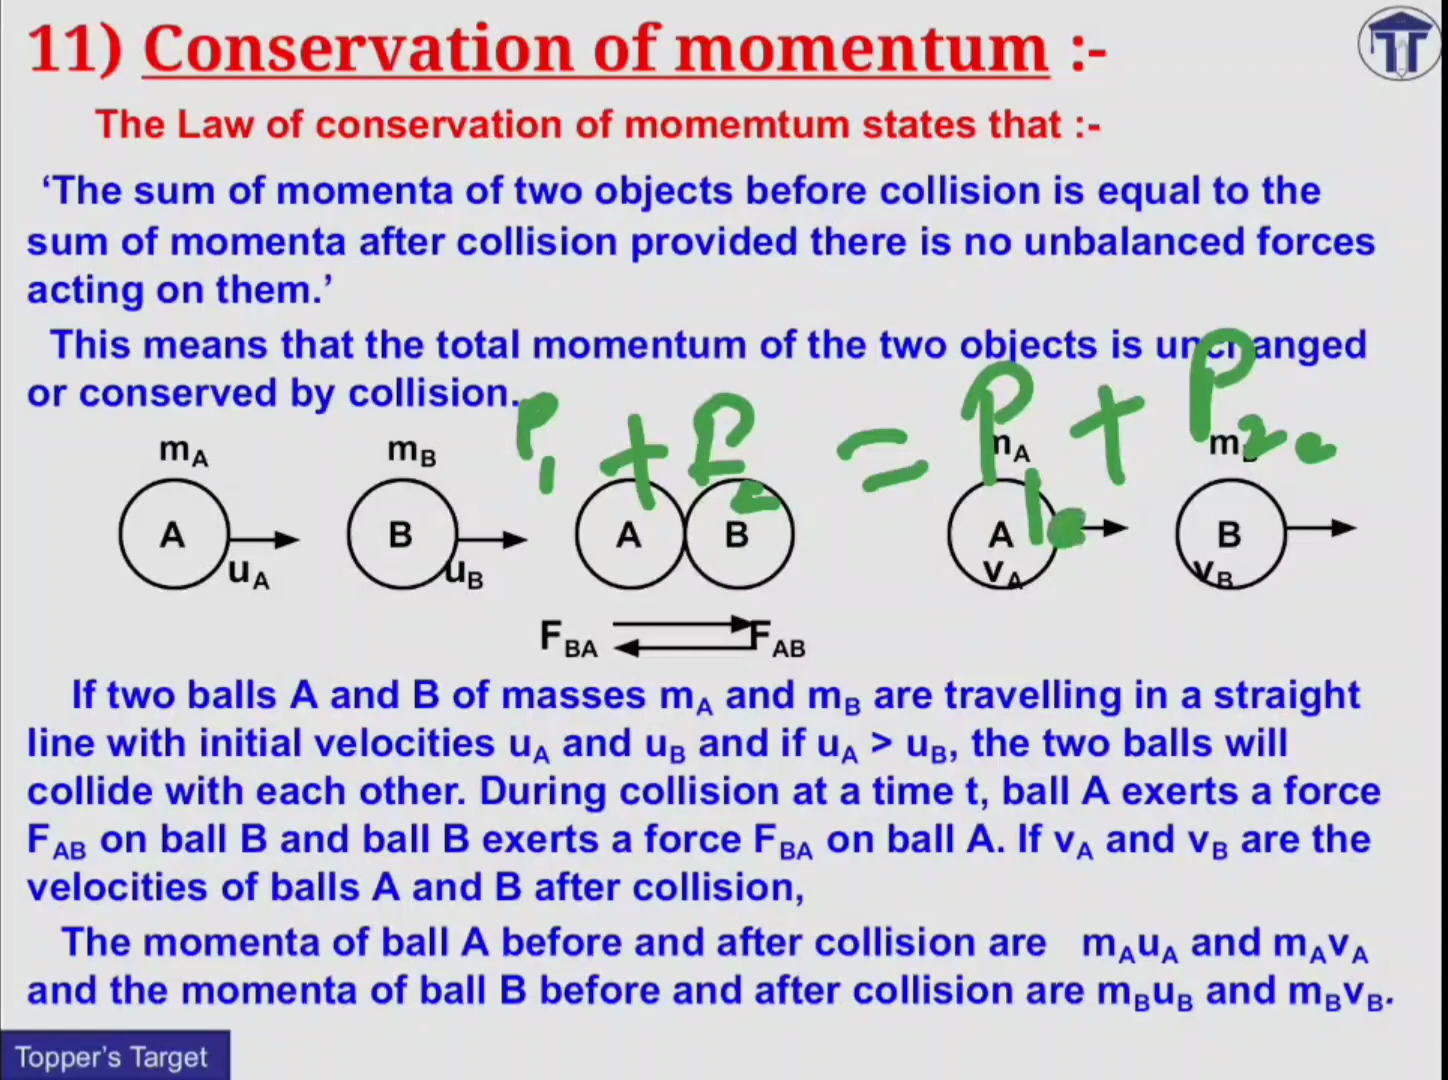 11) Conservation of momentum :-
The Law of conservation of momemtum states that :-
‘The sum of momenta of two objects before collision is equal to the
sum of momenta after collision provided there is no unbalanced forces
acting on them.’
This means that the total momentum of the two objects is unchanged
or conserved by collision.
P₁ + P₂ = P₁ + P₂
mA mB mA m
A B A B A B
uA uB vA vB
FBA FAB
If two balls A and B of masses mA and mB are travelling in a straight
line with initial velocities uA and uB and if uA > uB, the two balls will
collide with each other. During collision at a time t, ball A exerts a force
FAB on ball B and ball B exerts a force FBA on ball A. If vA and vB are the
velocities of balls A and B after collision,
The momenta of ball A before and after collision are mAuA and mAvA
and the momenta of ball B before and after collision are mBuB and mBvB.
Topper’s Target